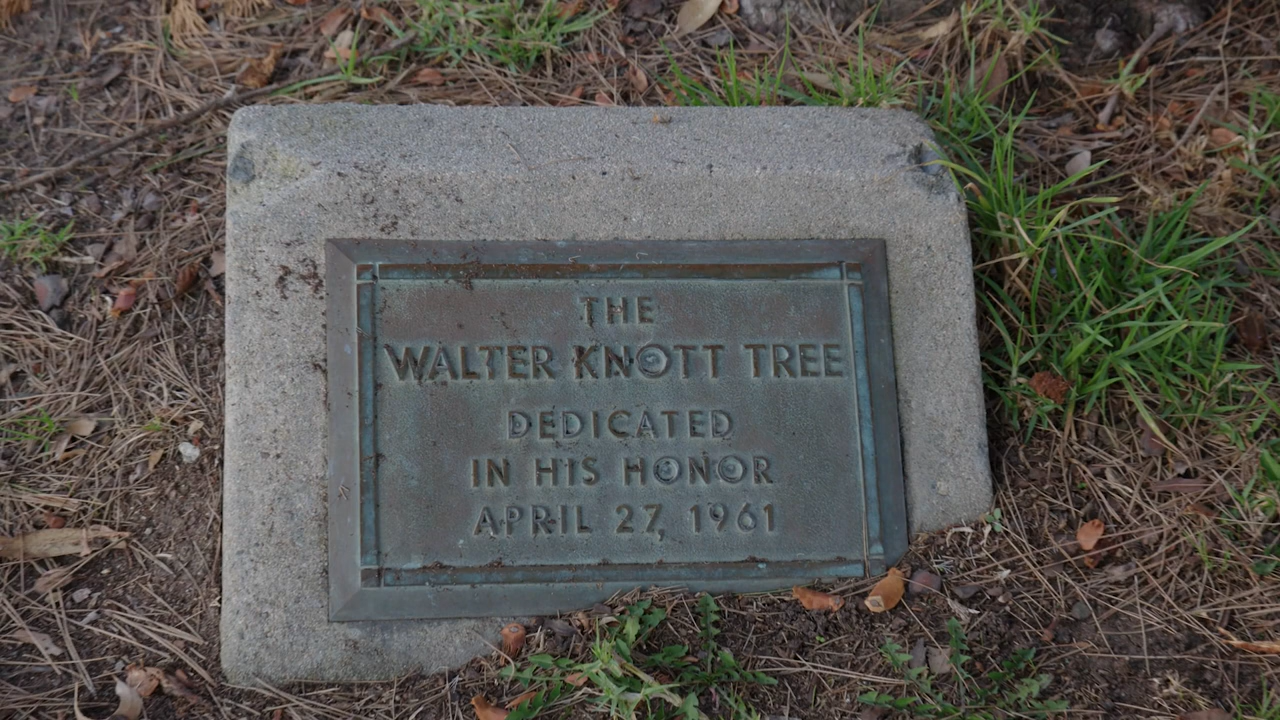 THE
WALTER KNOTT TREE
DEDICATED
IN HIS HONOR
APRIL 27, 1961